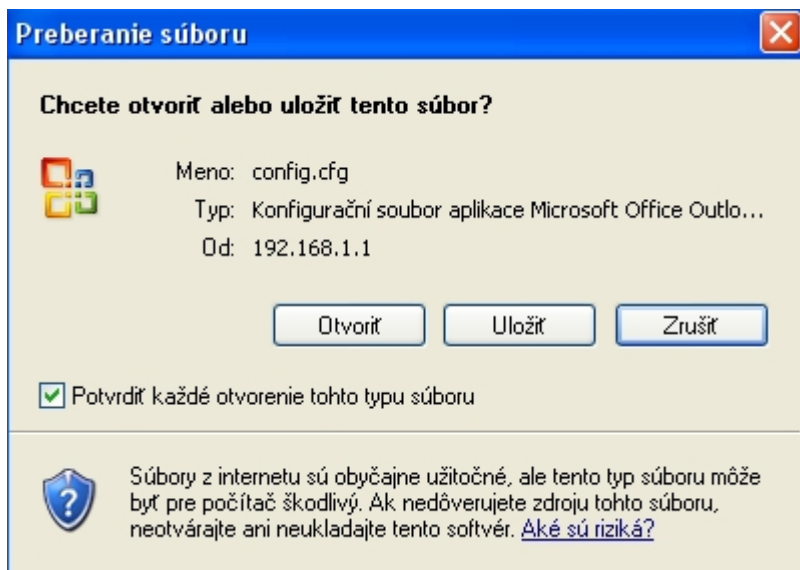 Preberanie súboru
Chcete otvoriť alebo uložiť tento súbor?
Meno: config.cfg
Typ: Konfigurační soubor aplikace Microsoft Office Outlo...
Od: 192.168.1.1
Otvoriť Uložiť Zrušiť
Potvrdiť každé otvorenie tohto typu súboru
Súbory z internetu sú obyčajne užitočné, ale tento typ súboru môže
byť pre počítač škodlivý. Ak nedôverujete zdroju tohto súboru,
neotvárajte ani neukladajte tento softvér. Aké sú riziká?